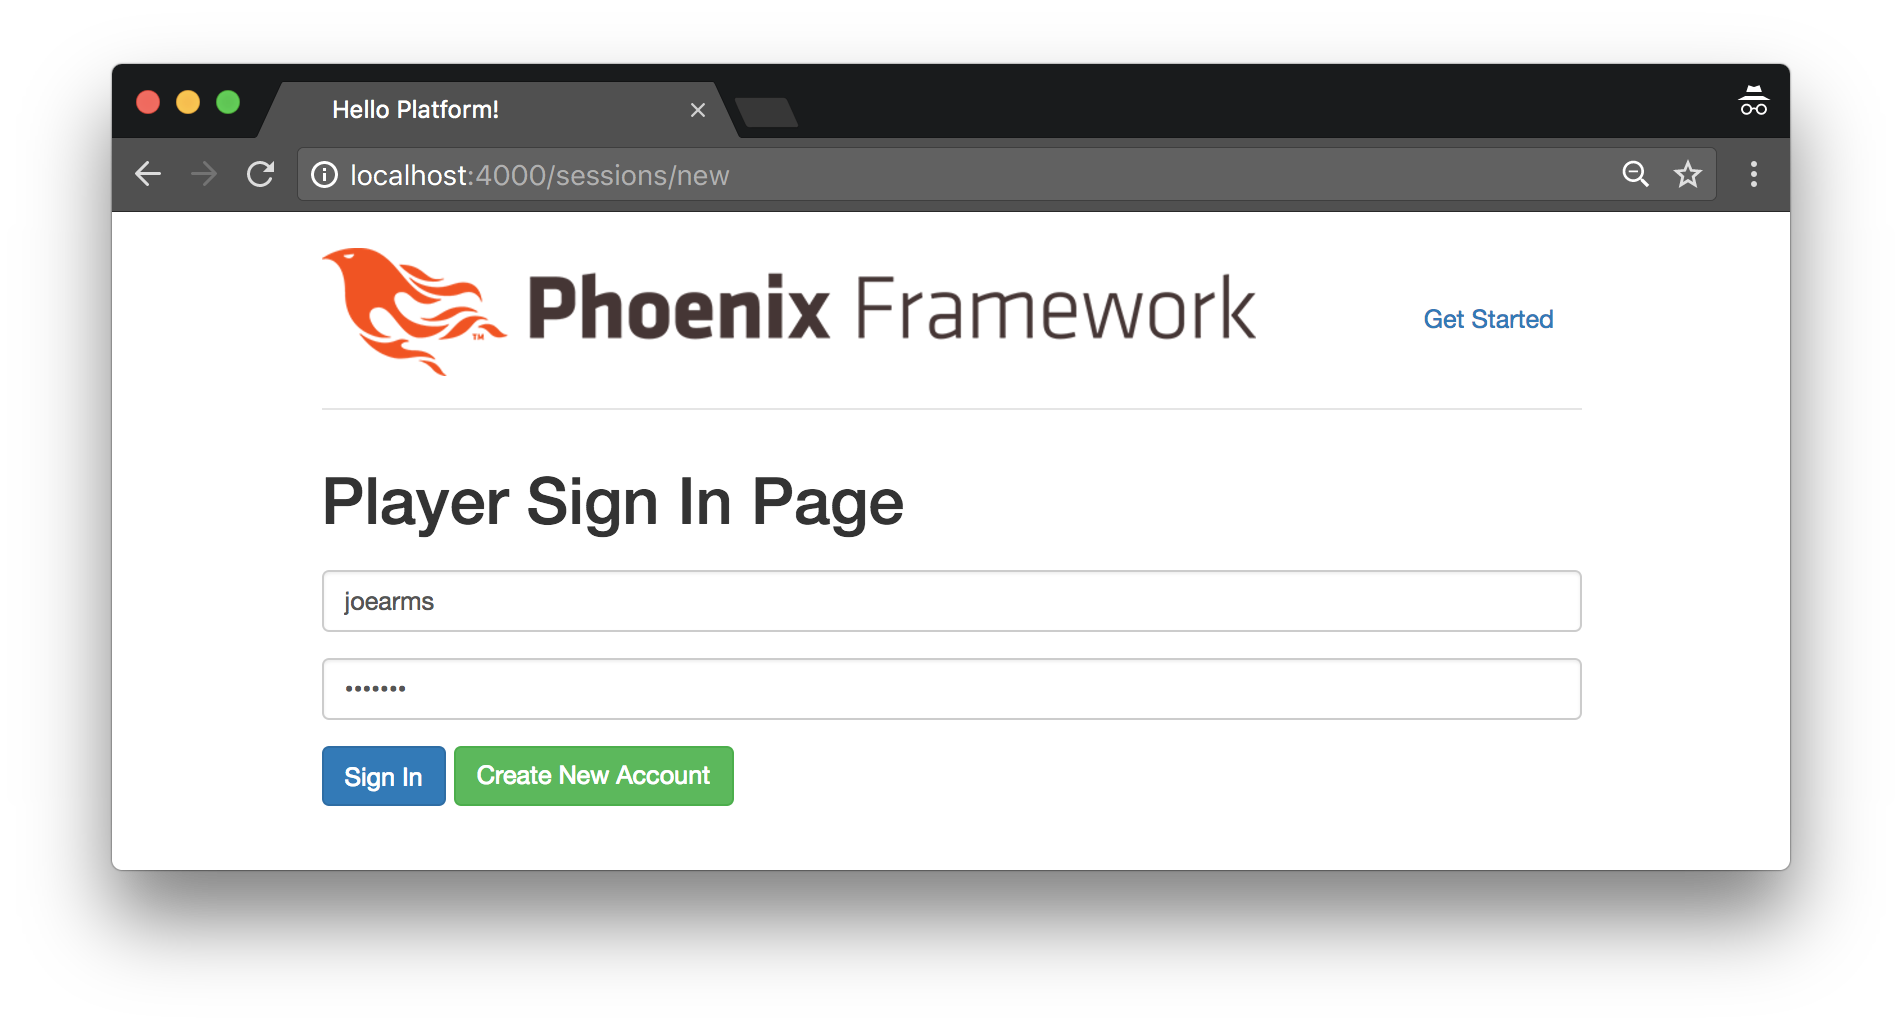 Hello Platform!
localhost:4000/sessions/new
Phoenix Framework
TM
Get Started
Player Sign In Page
joearms
•••••••
Sign In
Create New Account